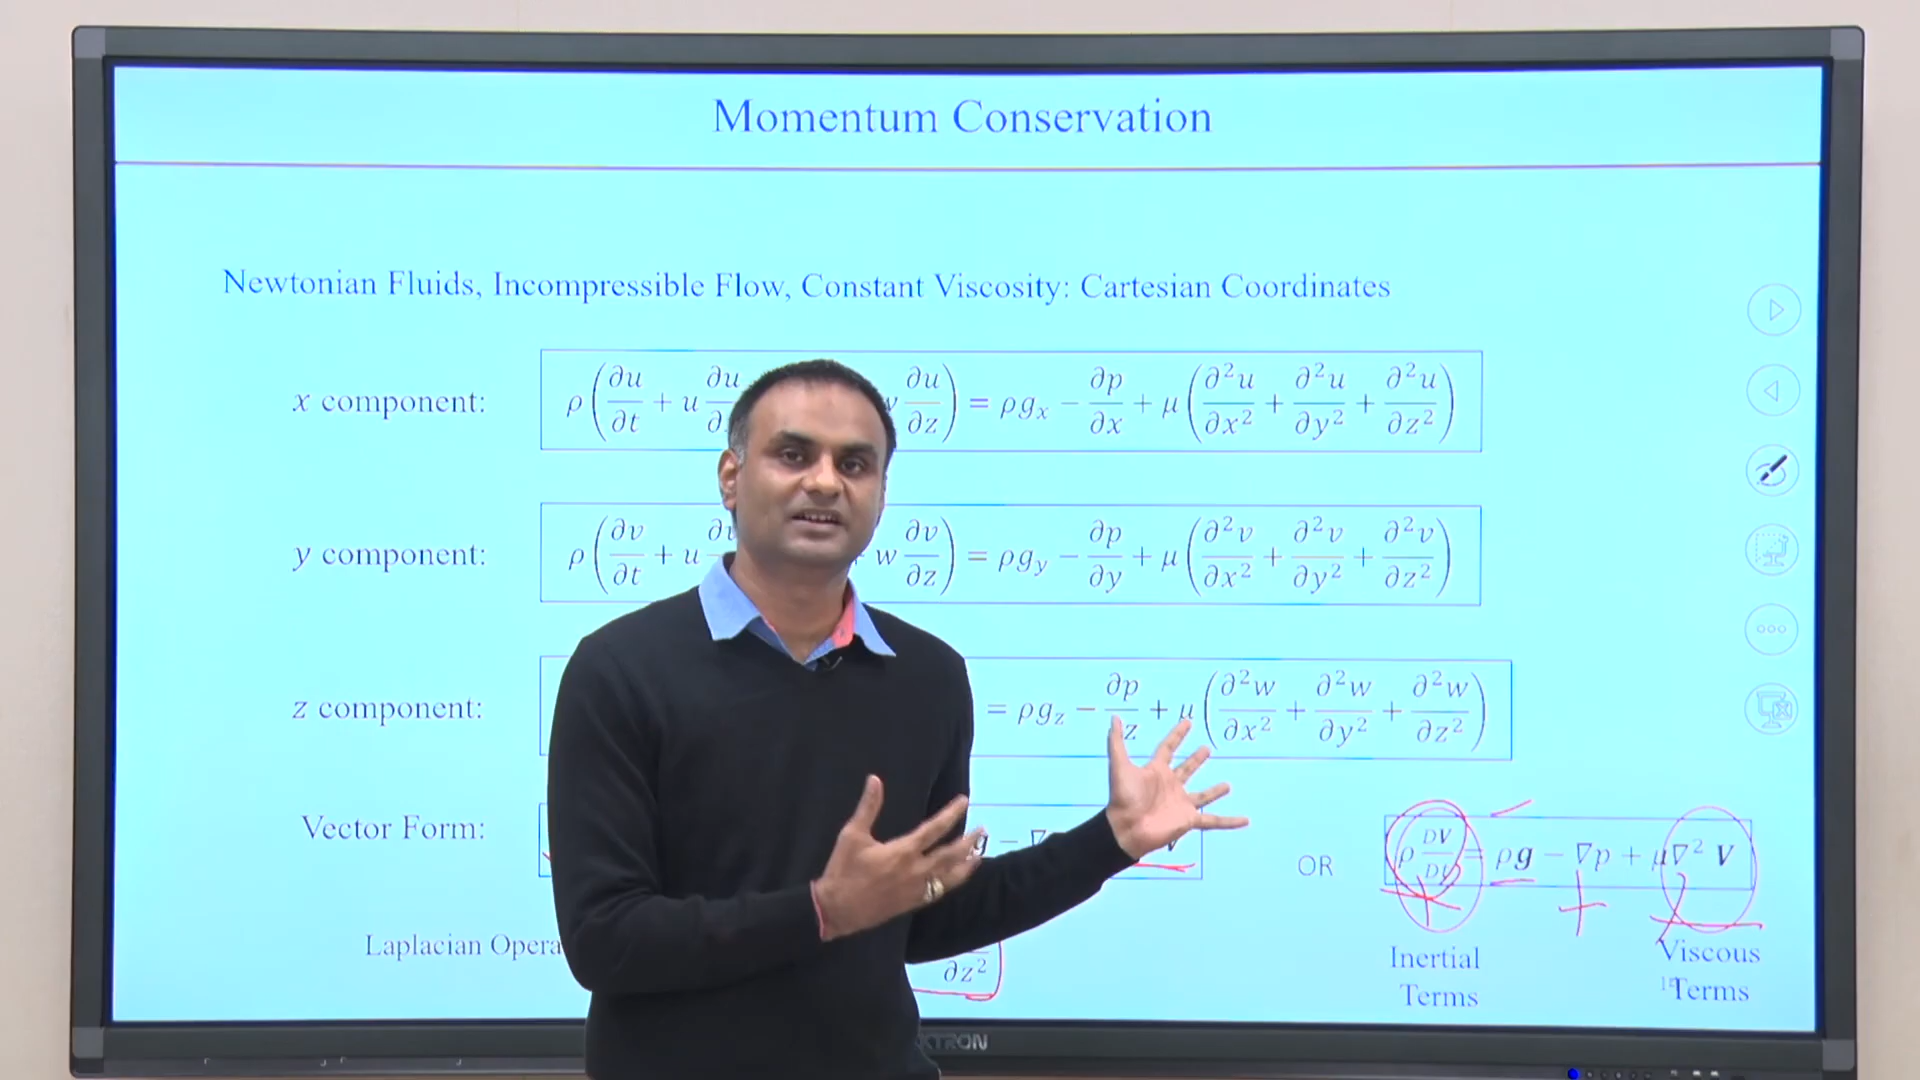 Momentum Conservation
Newtonian Fluids, Incompressible Flow, Constant Viscosity: Cartesian Coordinates
x component: ρ(∂u/∂t + u ∂u/ ∂u/∂z) = ρgₓ − ∂p/∂x + μ(∂²u/∂x² + ∂²u/∂y² + ∂²u/∂z²)
y component: ρ(∂v/∂t + u w ∂v/∂z) = ρg_y − ∂p/∂y + μ(∂²v/∂x² + ∂²v/∂y² + ∂²v/∂z²)
z component: = ρg_z − ∂p/ z + μ(∂²w/∂x² + ∂²w/∂y² + ∂²w/∂z²)
Vector Form: g − OR ρ DV/Dt = ρg − ∇p + μ∇² V
Laplacian Opera ∂z²
Inertial Terms
Viscous Terms